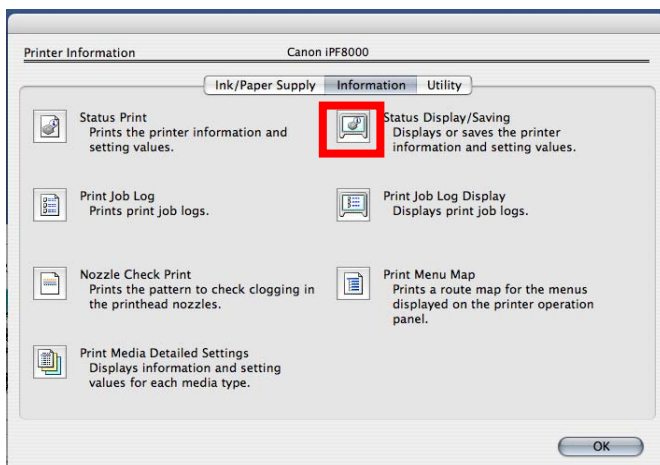 Printer Information
Canon iPF8000
Ink/Paper Supply
Information
Utility
Status Print
Prints the printer information and
setting values.
Status Display/Saving
Displays or saves the printer
information and setting values.
Print Job Log
Prints print job logs.
Print Job Log Display
Displays print job logs.
Nozzle Check Print
Prints the pattern to check clogging in
the printhead nozzles.
Print Menu Map
Prints a route map for the menus
displayed on the printer operation
panel.
Print Media Detailed Settings
Displays information and setting
values for each media type.
OK